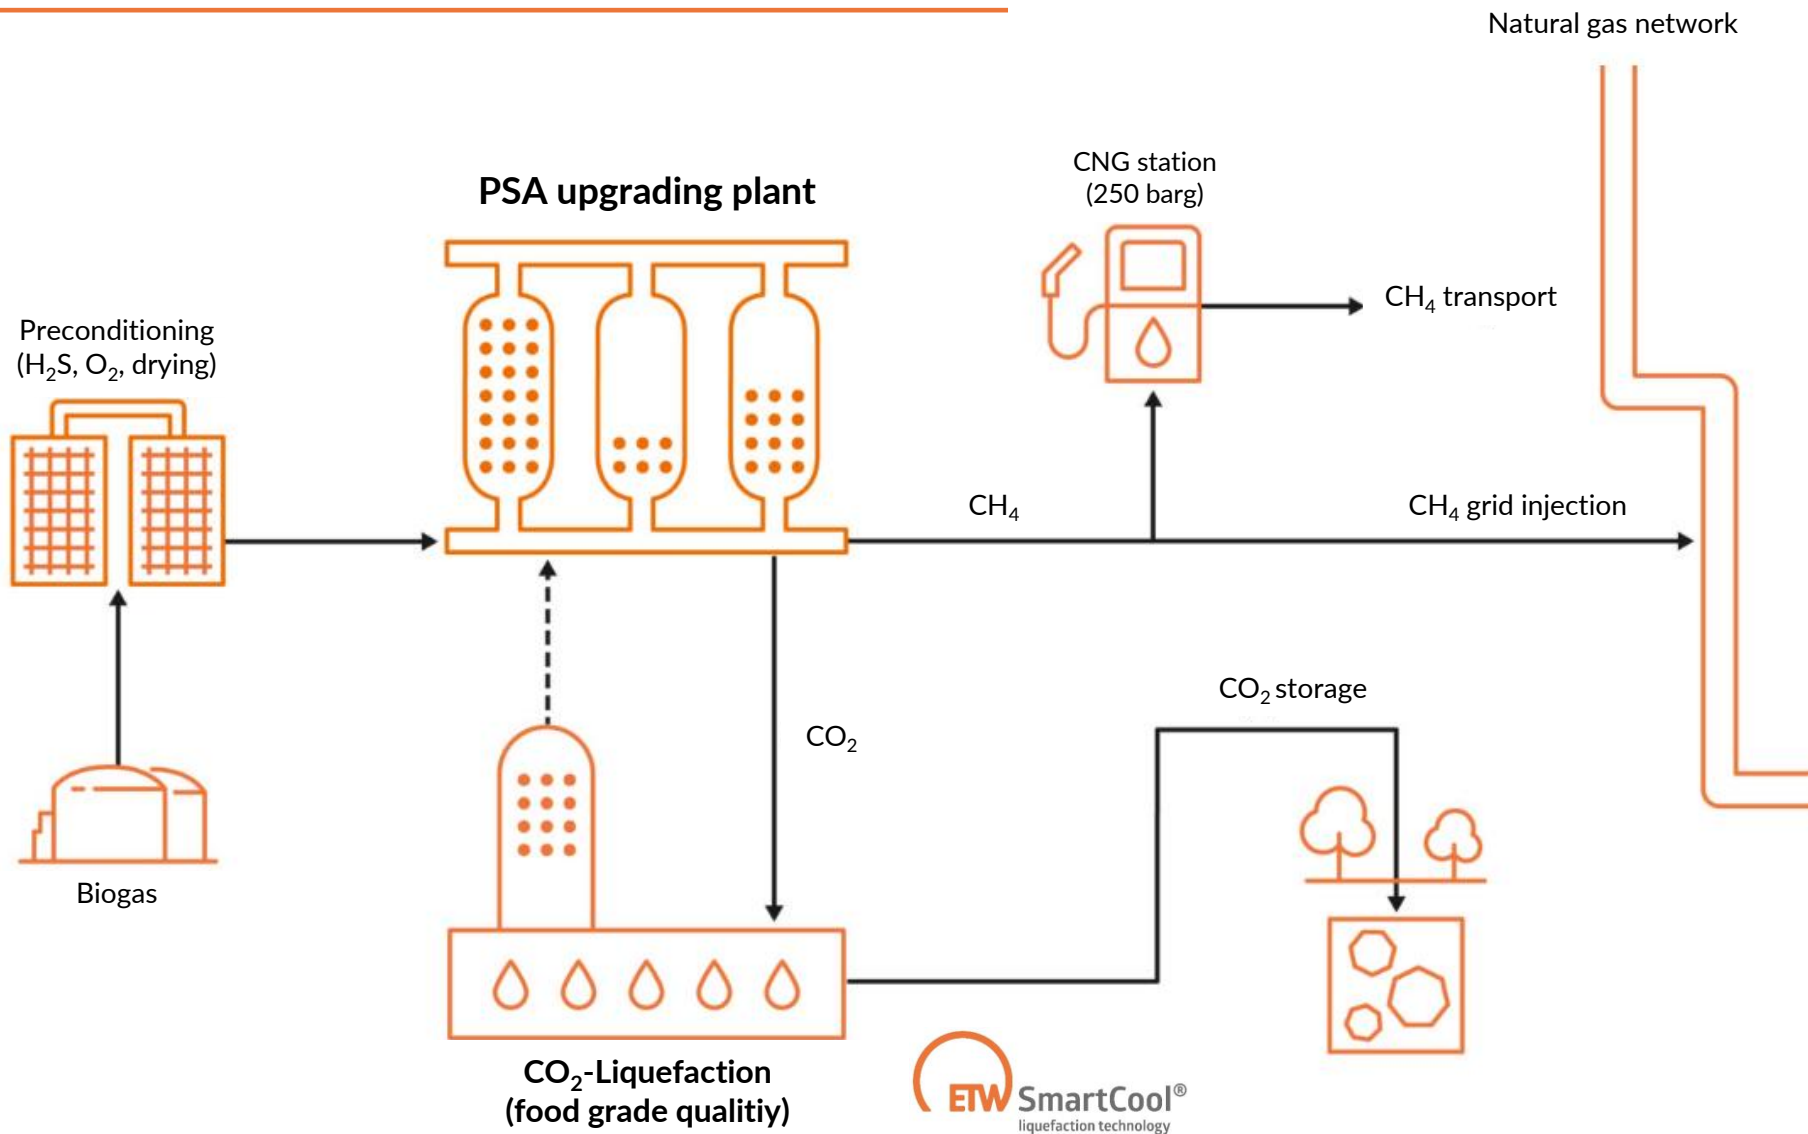 Natural gas network
CNG station
(250 barg)
PSA upgrading plant
CH₄ transport
Preconditioning
(H₂S, O₂, drying)
CH₄
CH₄ grid injection
CO₂ storage
CO₂
Biogas
CO₂-Liquefaction
(food grade qualitiy)
ETW SmartCool®
liquefaction technology